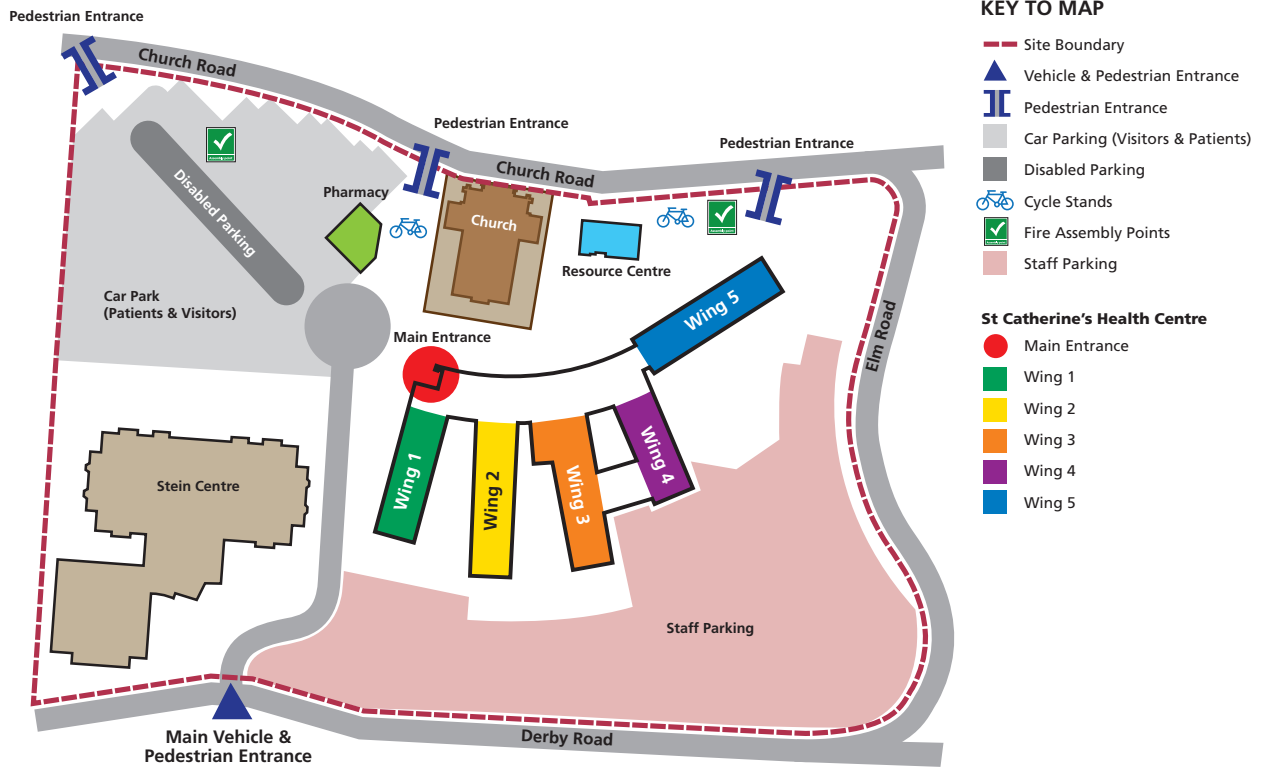 Pedestrian Entrance
Church Road
Pedestrian Entrance
Church Road
Pedestrian Entrance
Disabled Parking
Pharmacy
Church
Resource Centre
Car Park
(Patients & Visitors)
Main Entrance
Wing 5
Elm Road
Wing 1
Wing 2
Wing 3
Wing 4
Stein Centre
Staff Parking
Main Vehicle &
Pedestrian Entrance
Derby Road
KEY TO MAP
Site Boundary
Vehicle & Pedestrian Entrance
Pedestrian Entrance
Car Parking (Visitors & Patients)
Disabled Parking
Cycle Stands
Fire Assembly Points
Staff Parking
St Catherine's Health Centre
Main Entrance
Wing 1
Wing 2
Wing 3
Wing 4
Wing 5